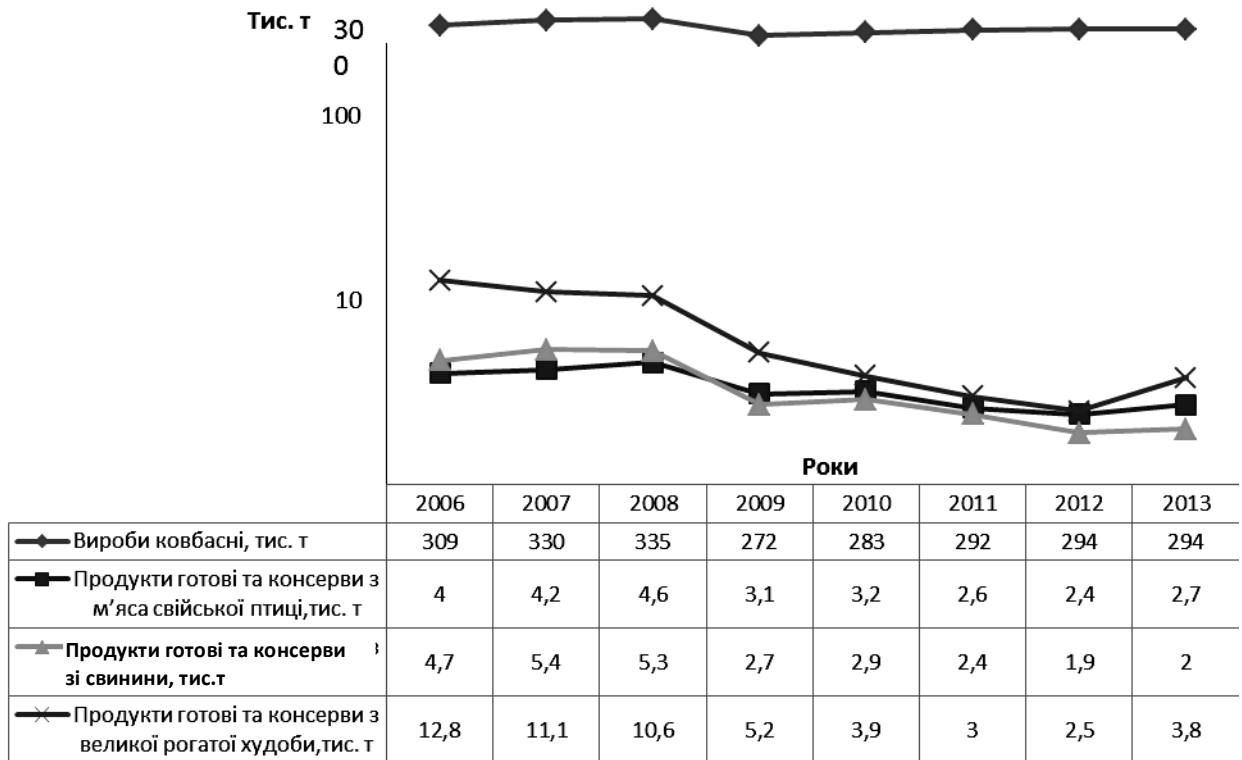 Тис. т
30
0
100
10
Роки
2006 2007 2008 2009 2010 2011 2012 2013
Вироби ковбасні, тис. т 309 330 335 272 283 292 294 294
Продукти готові та консерви з
м’яса свійської птиці,тис. т 4 4,2 4,6 3,1 3,2 2,6 2,4 2,7
Продукти готові та консерви
зі свинини, тис.т 4,7 5,4 5,3 2,7 2,9 2,4 1,9 2
Продукти готові та консерви з
великої рогатої худоби,тис. т 12,8 11,1 10,6 5,2 3,9 3 2,5 3,8